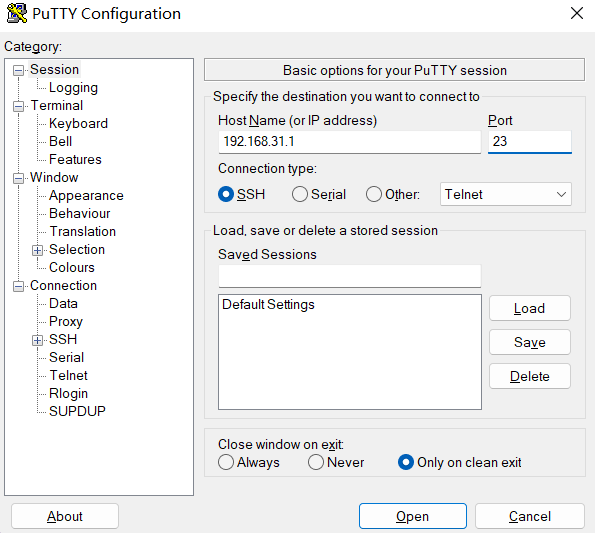 PuTTY Configuration
Category:
Session
Logging
Terminal
Keyboard
Bell
Features
Window
Appearance
Behaviour
Translation
Selection
Colours
Connection
Data
Proxy
SSH
Serial
Telnet
Rlogin
SUPDUP
Basic options for your PuTTY session
Specify the destination you want to connect to
Host Name (or IP address) Port
192.168.31.1 23
Connection type:
SSH Serial Other: Telnet
Load, save or delete a stored session
Saved Sessions
Default Settings
Load
Save
Delete
Close window on exit:
Always Never Only on clean exit
About Open Cancel